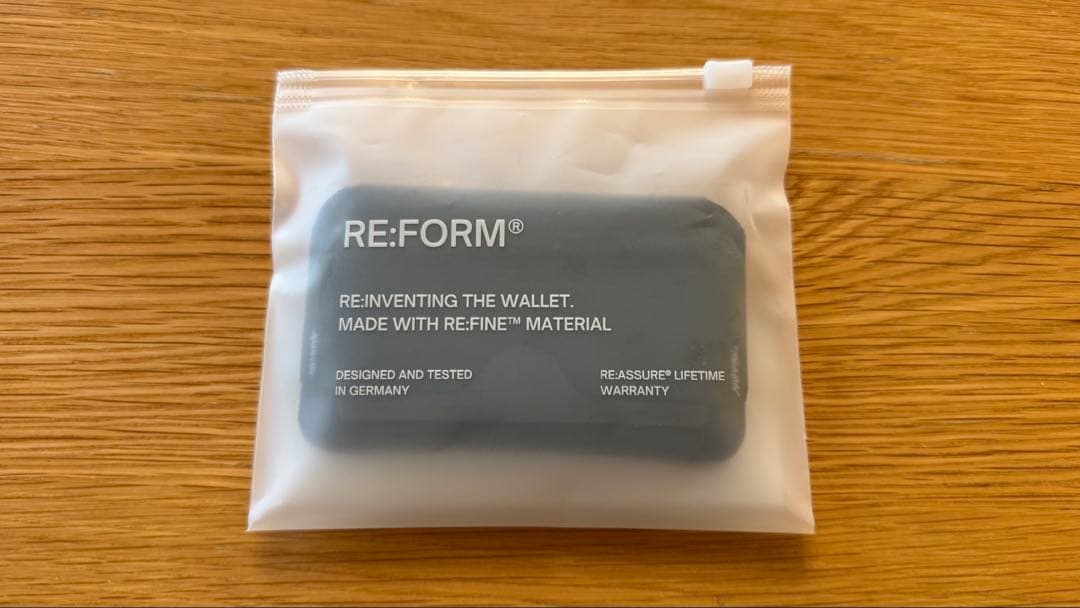 RE:FORM®
RE:INVENTING THE WALLET.
MADE WITH RE:FINE™ MATERIAL
DESIGNED AND TESTED
IN GERMANY
RE:ASSURE® LIFETIME
WARRANTY